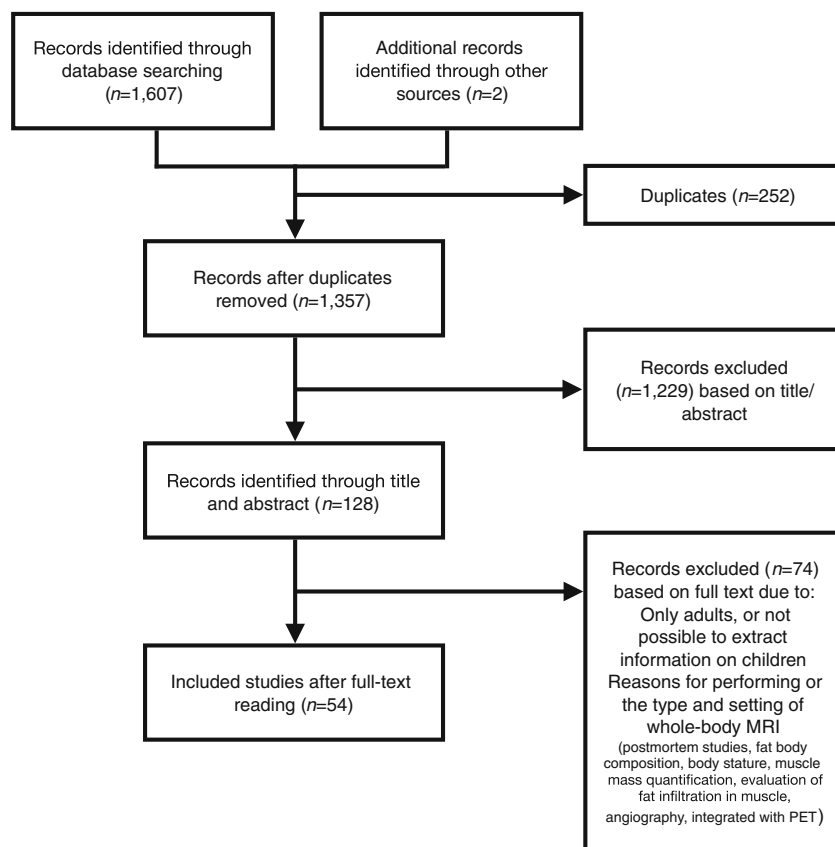 Records identified through
database searching
(n=1,607)
Additional records
identified through other
sources (n=2)
Duplicates (n=252)
Records after duplicates
removed (n=1,357)
Records excluded
(n=1,229) based on title/
abstract
Records identified through title
and abstract (n=128)
Records excluded (n=74)
based on full text due to:
Only adults, or not
possible to extract
information on children
Reasons for performing or
the type and setting of
whole-body MRI
(postmortem studies, fat body
composition, body stature, muscle
mass quantification, evaluation of
fat infiltration in muscle,
angiography, integrated with PET)
Included studies after full-text
reading (n=54)